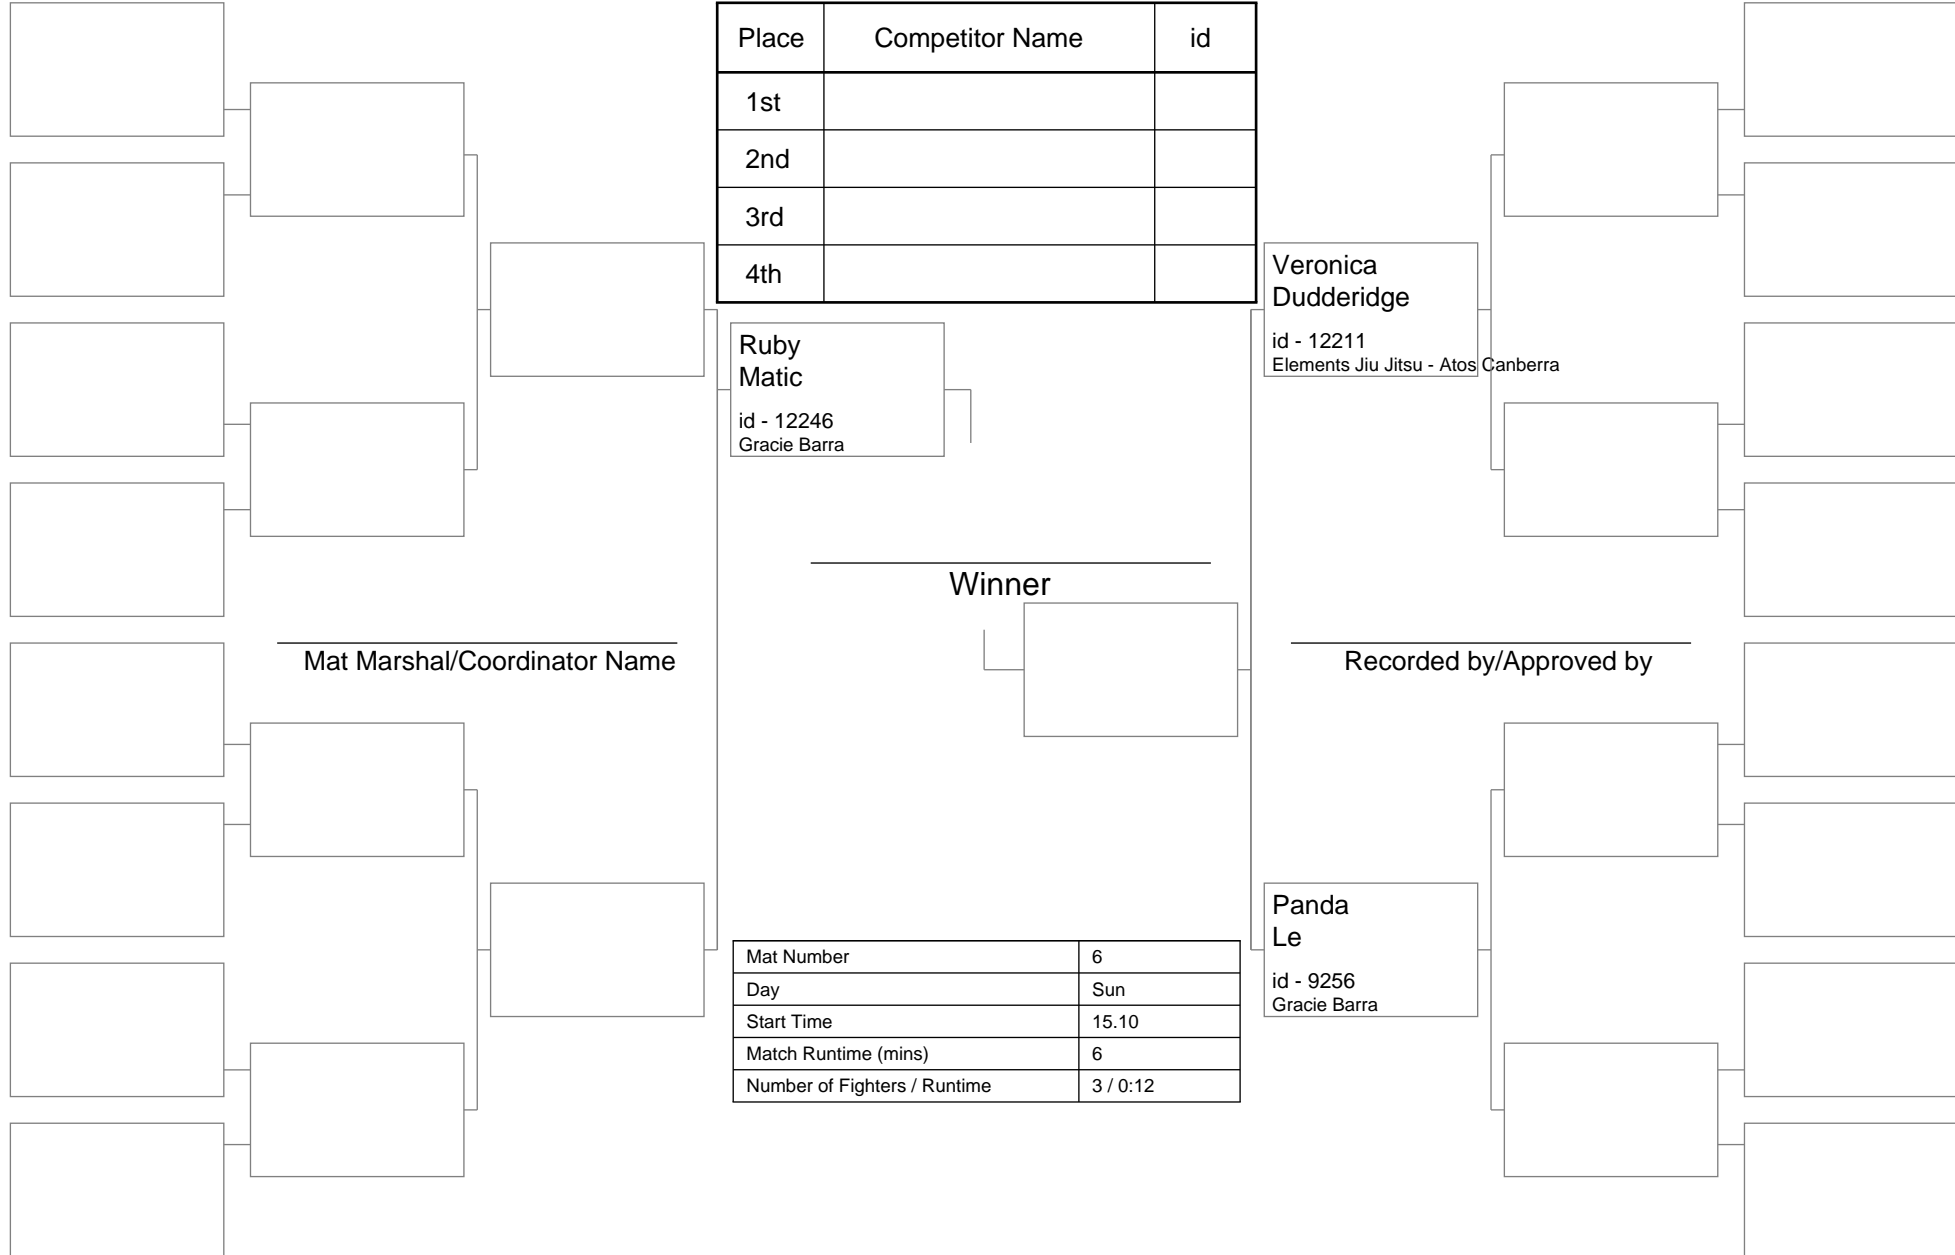 Place Competitor Name id
1st
2nd
3rd
4th
Veronica
Dudderidge
id - 12211
Elements Jiu Jitsu - Atos Canberra
Ruby
Matic
id - 12246
Gracie Barra
Winner
Mat Marshal/Coordinator Name
Recorded by/Approved by
Panda
Le
id - 9256
Gracie Barra
Mat Number 6
Day Sun
Start Time 15.10
Match Runtime (mins) 6
Number of Fighters / Runtime 3 / 0:12